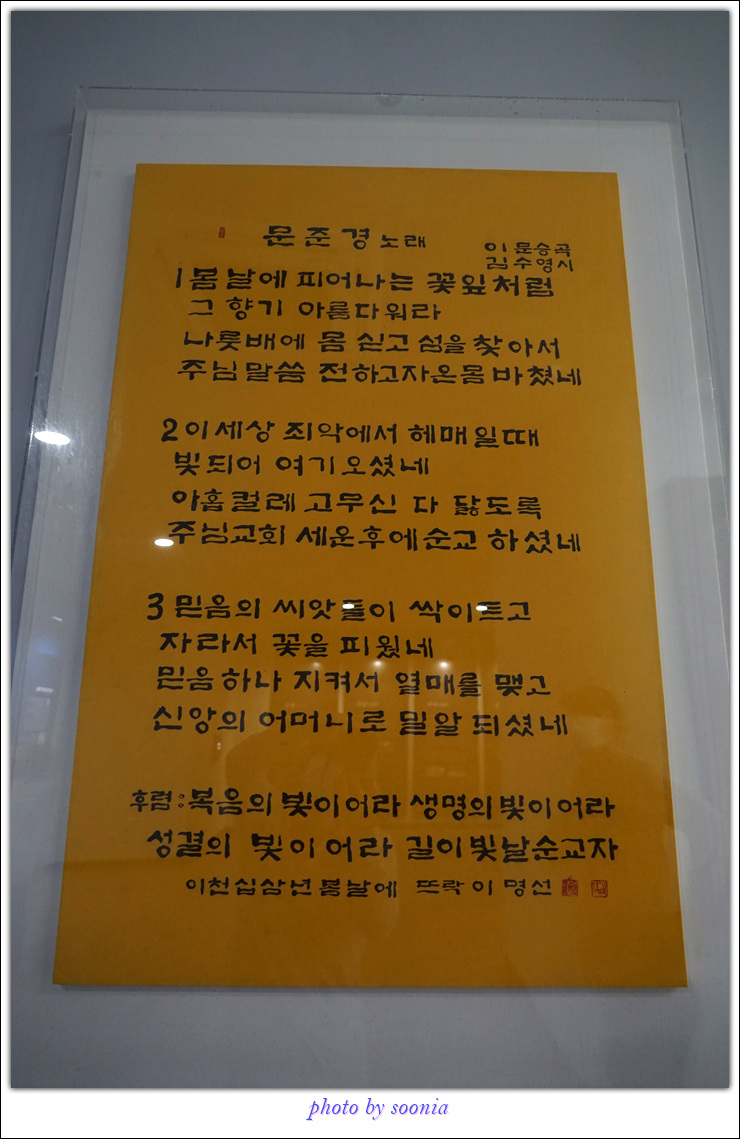 문준경 노래
이문승곡
김수영시
1 봄날에 피어나는 꽃잎처럼
그 향기 아름다워라
나룻배에 몸 싣고 섬을 찾아서
주님말씀 전하고자온몸 바쳤네
2 이세상 죄악에서 헤매일때
빛되어 여기오셨네
아홉켤레 고무신 다 닳도록
주님교회 세운후에순교 하셨네
3 믿음의 씨앗들이 싹이트고
자라서 꽃을 피웠네
믿음하나 지켜서 열매를 맺고
신앙의 어머니로 밀알 되셨네
후렴:복음의 빛이어라 생명의빛이어라
성결의 빛이어라 길이빛날순교자
이천십삼년봄날에 뜨락 이명선
photo by soonia